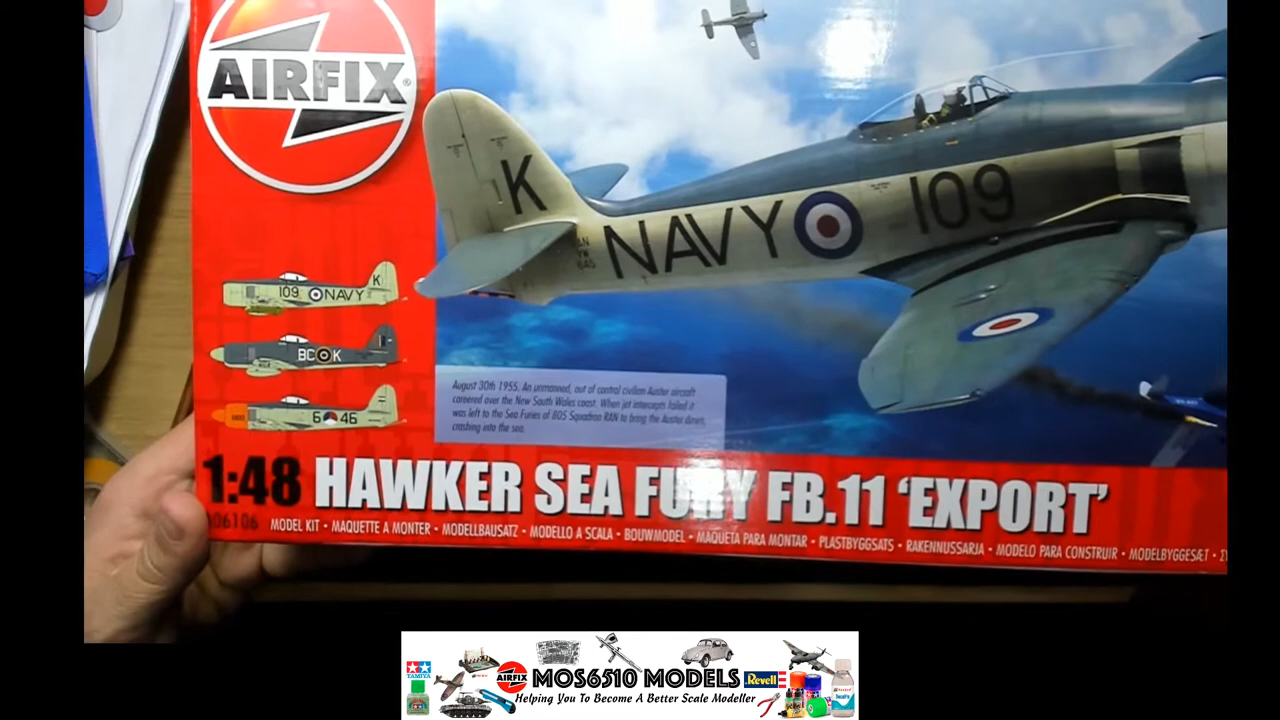 AIRFIX
K
NAVY 109
109 NAVY K
BC K
6 46
August 30th 1955, An unmanned, out of control civilian Auster aircraft
careered over the New South Wales coast. When jet intercepts failed it
was left to the Sea Furies of 805 Squadron RAN to bring the Auster down,
crashing into the sea.
1:48 HAWKER SEA FURY FB.11 ‘EXPORT’
A06106 MODEL KIT • MAQUETTE A MONTER • MODELLBAUSATZ • MODELLO A SCALA • BOUWMODEL • MAQUETA PARA MONTAR • PLASTBYGGSATS • RAKENNUSSARJA • MODELO PARA CONSTRUIR • MODELBYGGESÆT •
TAMIYA
AIRFIX
MOS6510 MODELS
Revell
Helping You To Become A Better Scale Modeller